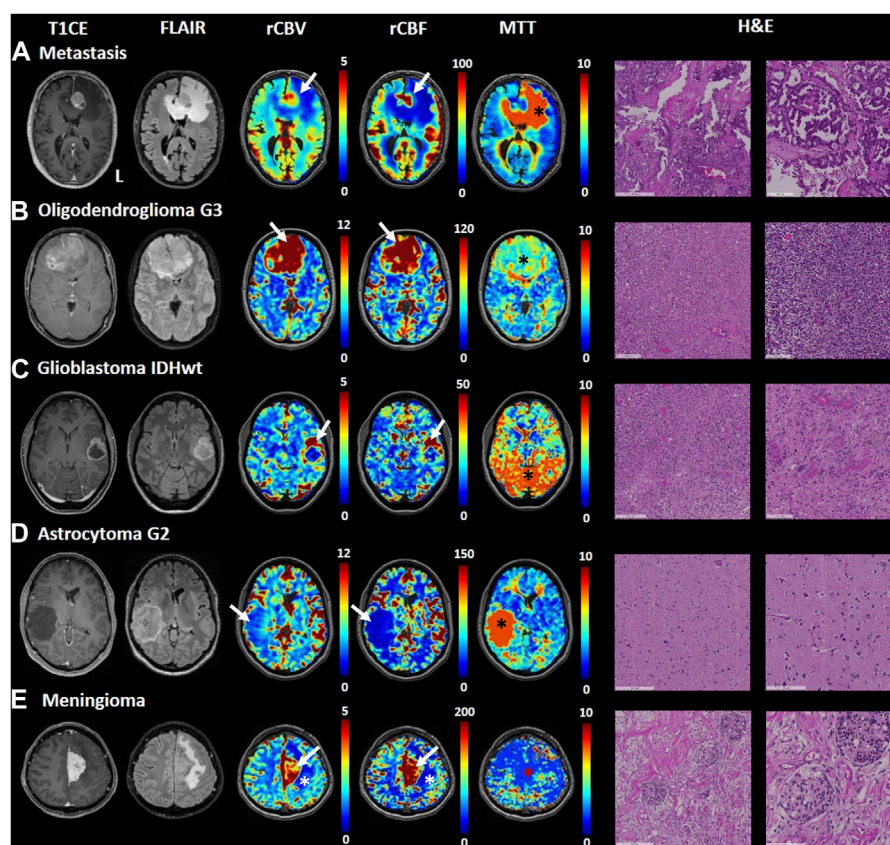 T1CE FLAIR rCBV rCBF MTT H&E
A Metastasis
5 100 10
L
0 0 0
B Oligodendroglioma G3
12 120 10
0 0 0
C Glioblastoma IDHwt
5 50 10
* 
0 0 0
D Astrocytoma G2
12 150 10
0 0 0
E Meningioma
5 200 10
0 0 0